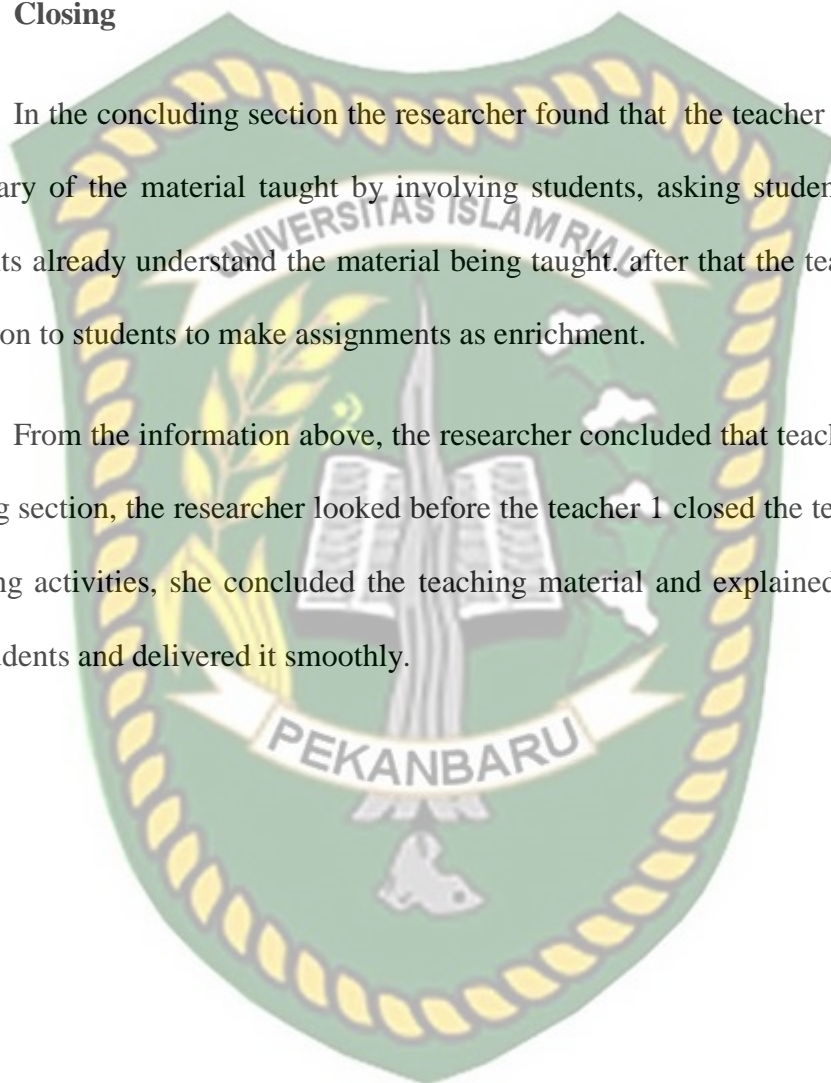 Closing
In the concluding section the researcher found that the teacher
ary of the material taught by involving students, asking studen
UNIVERSITAS ISLAM RIAU
ts already understand the material being taught. after that the tea
on to students to make assignments as enrichment.
From the information above, the researcher concluded that teach
g section, the researcher looked before the teacher 1 closed the te
ng activities, she concluded the teaching material and explained
udents and delivered it smoothly.
PEKANBARU